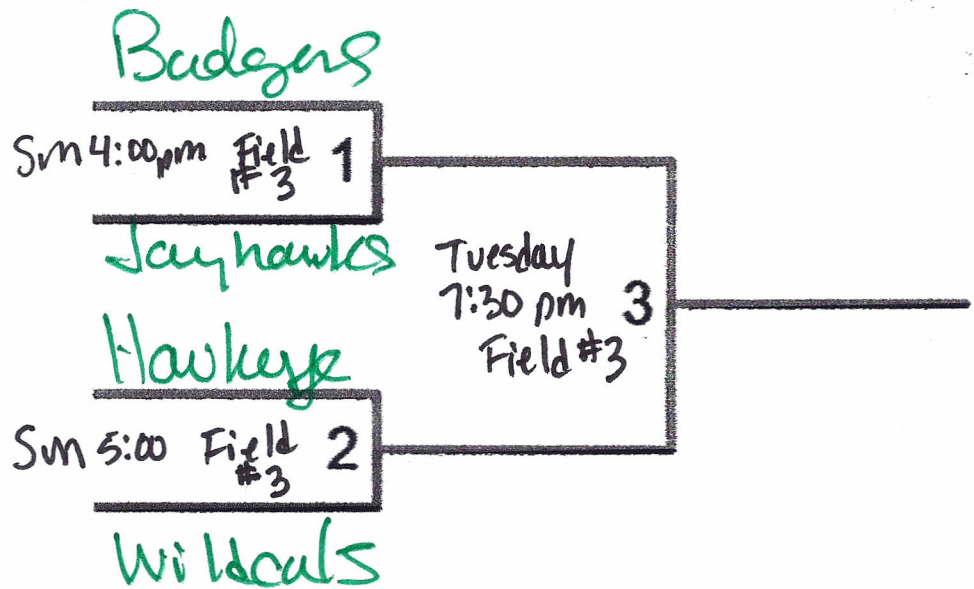 Badgers
Sun 4:00pm Field 1
#3
Jayhawks
Tuesday
7:30 pm 3
Field #3
Hawkeye
Sun 5:00 Field 2
#3
Wildcats